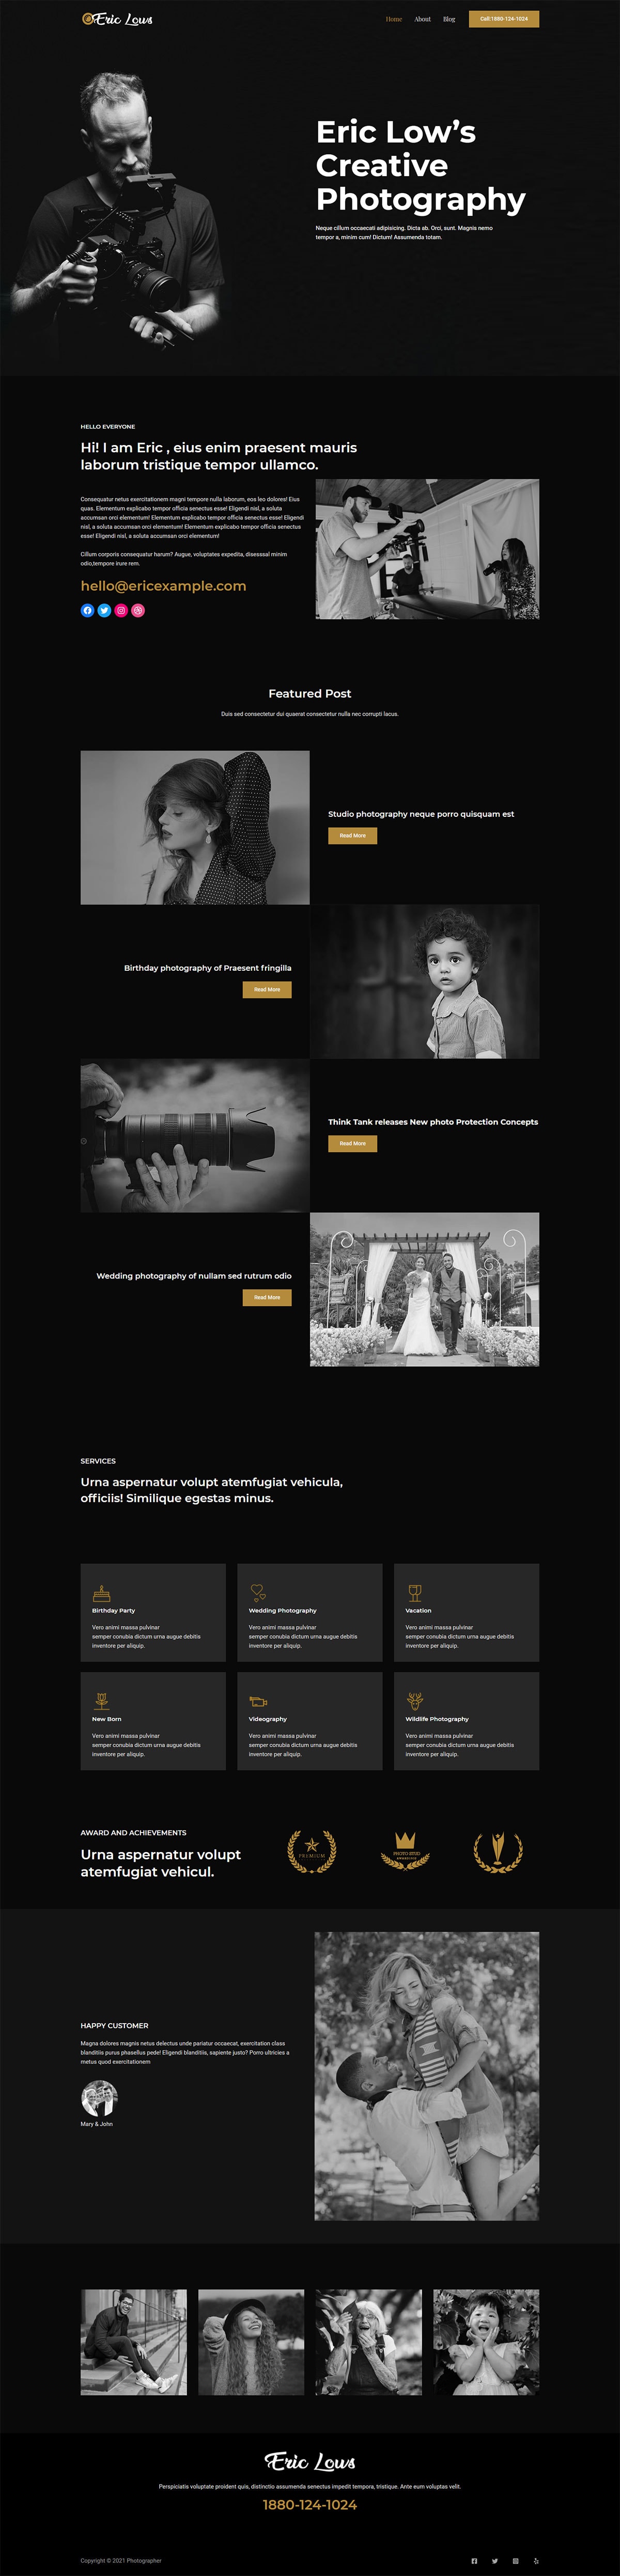 Eric Lows
Home About Blog Call:1880-124-1024
Eric Low's
Creative
Photography
Neque cillum occaecati adipisicing. Dicta ab. Orci, sunt. Magnis nemo
tempor a, minim cum! Dictum! Assumenda totam.
HELLO EVERYONE
Hi! I am Eric , eius enim praesent mauris
laborum tristique tempor ullamco.
Consequatur netus exercitationem magni tempore nulla laborum, eos leo dolores! Eius
quas. Elementum explicabo tempor officia senectus esse! Eligendi nisl, a soluta
accumsan orci elementum! Elementum explicabo tempor officia senectus esse! Eligendi
nisl, a soluta accumsan orci elementum! Elementum explicabo tempor officia senectus
esse! Eligendi nisl, a soluta accumsan orci elementum!
Cillum corporis consequatur harum? Augue, voluptates expedita, disesssal minim
odio,tempore irure rem.
hello@ericexample.com
Featured Post
Duis sed consectetur dui quaerat consectetur nulla nec corrupti lacus.
Studio photography neque porro quisquam est
Read More
Birthday photography of Praesent fringilla
Read More
Think Tank releases New photo Protection Concepts
Read More
Wedding photography of nullam sed rutrum odio
Read More
SERVICES
Urna aspernatur volupt atemfugiat vehicula,
officiis! Similique egestas minus.
Birthday Party
Vero animi massa pulvinar
semper conubia dictum urna augue debitis
inventore per aliquip.
Wedding Photography
Vero animi massa pulvinar
semper conubia dictum urna augue debitis
inventore per aliquip.
Vacation
Vero animi massa pulvinar
semper conubia dictum urna augue debitis
inventore per aliquip.
New Born
Vero animi massa pulvinar
semper conubia dictum urna augue debitis
inventore per aliquip.
Videography
Vero animi massa pulvinar
semper conubia dictum urna augue debitis
inventore per aliquip.
Wildlife Photography
Vero animi massa pulvinar
semper conubia dictum urna augue debitis
inventore per aliquip.
AWARD AND ACHIEVEMENTS
Urna aspernatur volupt
atemfugiat vehicul.
PREMIUM
HAPPY CUSTOMER
Magna dolores magnis netus delectus unde pariatur occaecat, exercitation class
blanditiis purus phasellus pede! Eligendi blanditiis, sapiente justo? Porro ultricies a
metus quod exercitationem
Mary & John
Eric Lows
Perspiciatis voluptate proident quis, distinctio assumenda senectus impedit tempora, tristique. Ante eum voluptas velit.
1880-124-1024
Copyright © 2021 Photographer